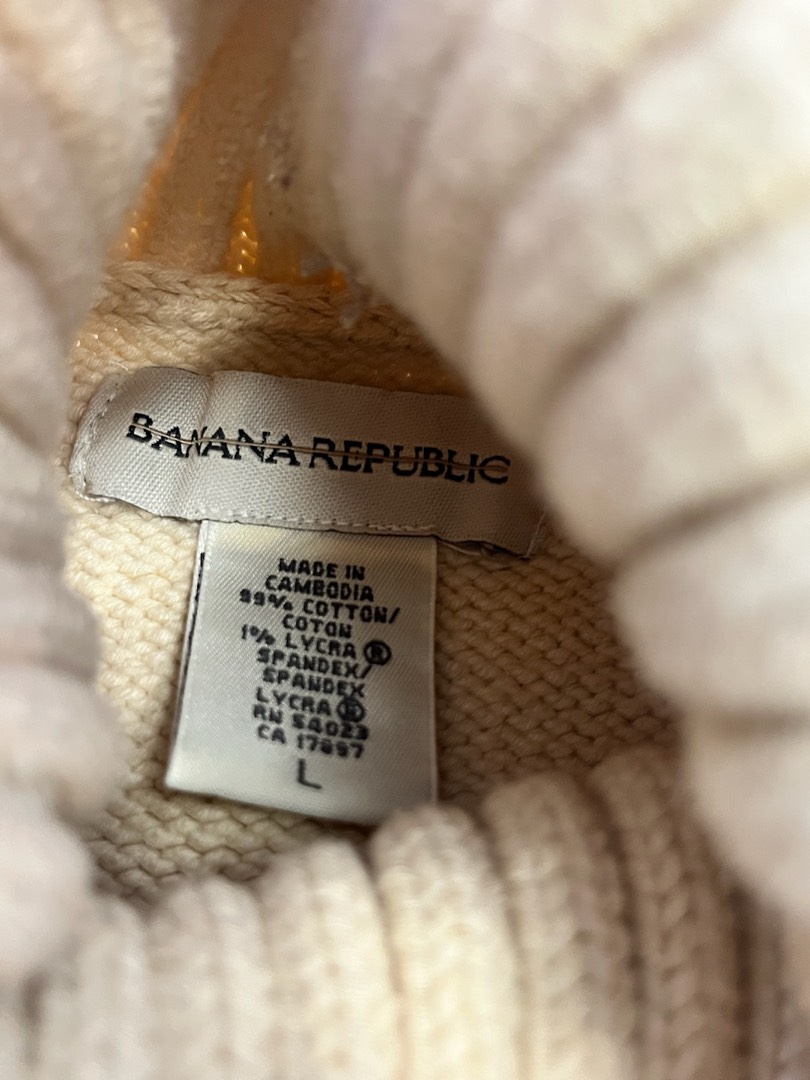 BANANA REPUBLIC
MADE IN
CAMBODIA
99% COTTON/
COTON
1% LYCRA®
SPANDEX/
SPANDEX
LYCRA®
RN 54023
CA 17897
L